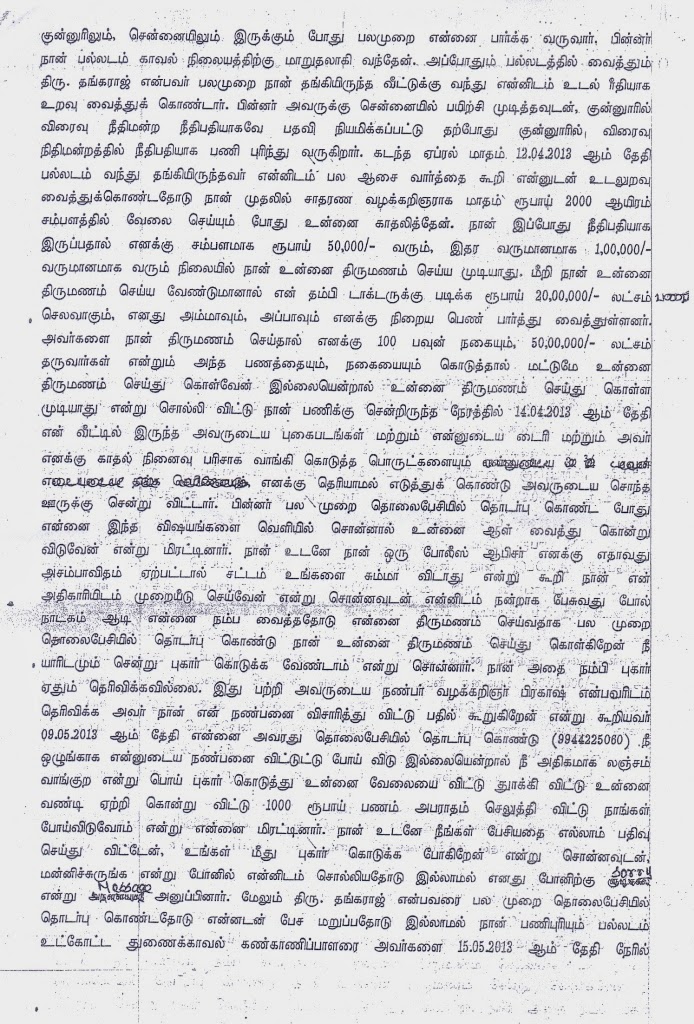 குன்னூரிலும், சென்னையிலும் இருக்கும் போது பலமுறை என்னை பார்க்க வருவார், பின்னர்
நான் பல்லடம் காவல் நிலையத்திற்கு மாறுதலாகி வந்தேன். அப்போதும் பல்லடத்தில் வைத்தும்
திரு. தங்கராஜ் என்பவர் பலமுறை நான் தங்கியிருந்த வீட்டுக்கு வந்து என்னிடம் உடல் ரீதியாக
உறவு வைத்துக் கொண்டார். பின்னர் அவருக்கு சென்னையில் பயிற்சி முடித்தவுடன், குன்னூரில்
விரைவு நீதிமன்ற நீதிபதியாகவே பதவி நியமிக்கப்பட்டு தற்போது குன்னூரில் விரைவு
நிதிமன்றத்தில் நீதிபதியாக பணி புரிந்து வருகிறார். கடந்த ஏப்ரல் மாதம் 12.04.2013 ஆம் தேதி
பல்லடம் வந்து தங்கியிருந்தவர் என்னிடம் பல ஆசை வார்த்தை கூறி என்னுடன் உடலுறவு
வைத்துக்கொண்டதோடு நான் முதலில் சாதரண வழக்கறிஞராக மாதம் ரூபாய் 2000 ஆயிரம்
சம்பளத்தில் வேலை செய்யும் போது உன்னை காதலித்தேன். நான் இப்போது நீதிபதியாக
இருப்பதால் எனக்கு சம்பளமாக ரூபாய் 50,000/- வரும், இதர வருமானமாக 1,00,000/-
வருமானமாக வரும் நிலையில் நான் உன்னை திருமணம் செய்ய முடியாது. மீறி நான் உன்னை
திருமணம் செய்ய வேண்டுமானால் என் தம்பி டாக்டருக்கு படிக்க ரூபாய் 20,00,000/- லட்சம் பணம்
செலவாகும், எனது அம்மாவும், அப்பாவும் எனக்கு நிறைய பெண் பார்த்து வைத்துள்ளனர்.
அவர்களை நான் திருமணம் செய்தால் எனக்கு 100 பவுன் நகையும், 50,00,000/- லட்சம்
தருவார்கள் என்றும் அந்த பணத்தையும், நகையையும் கொடுத்தால் மட்டுமே உன்னை
திருமணம் செய்து கொள்வேன் இல்லையென்றால் உன்னை திருமணம் செய்து கொள்ள
முடியாது என்று சொல்லி விட்டு நான் பணிக்கு சென்றிருந்த நேரத்தில் 14.04.2013 ஆம் தேதி
என் வீட்டில் இருந்த அவருடைய புகைபடங்கள் மற்றும் என்னுடைய டைரி மற்றும் அவர்
எனக்கு காதல் நினைவு பரிசாக வாங்கி கொடுத்த பொருட்களையும்
எனக்கு தெரியாமல் எடுத்துக் கொண்டு அவருடைய சொந்த
ஊருக்கு சென்று விட்டார். பின்னர் பல முறை தொலைபேசியில் தொடர்பு கொண்ட போது
என்னை இந்த விஷயங்களை வெளியில் சொன்னால் உன்னை ஆள் வைத்து கொன்று
விடுவேன் என்று மிரட்டினார். நான் உடனே நான் ஒரு போலீஸ் ஆபிசர் எனக்கு எதாவது
அசம்பாவிதம் ஏற்பட்டால் சட்டம் உங்களை சும்மா விடாது என்று கூறி நான் என்
அதிகாரியிடம் முறையீடு செய்வேன் என்று சொன்னவுடன் என்னிடம் நன்றாக பேசுவது போல்
நாட்கம் ஆடி என்னை நம்ப வைத்ததோடு என்னை திருமணம் செய்வதாக பல முறை
தொலைபேசியில் தொடர்பு கொண்டு நான் உன்னை திருமணம் செய்து கொள்கிறேன் நீ
யாரிடமும் சென்று புகார் கொடுக்க வேண்டாம் என்று சொன்னார். நான் அதை நம்பி புகார்
ஏதும் தெரிவிக்கவில்லை. இது பற்றி அவருடைய நண்பர் வழக்கறிஞர் பிரகாஷ் என்பவரிடம்
தெரிவிக்க அவர் நான் என் நண்பனை விசாரித்து விட்டு பதில் கூறுகிறேன் என்று கூறியவர்
09.05.2013 ஆம் தேதி என்னை அவரது தொலைபேசியில் தொடர்பு கொண்டு (9944225060) நீ
ஒழுங்காக என்னுடைய நண்பனை விட்டுட்டு போய் விடு இல்லையென்றால் நீ அதிகமாக லஞ்சம்
வாங்குற என்று பொய் புகார் கொடுத்து உன்னை வேலையை விட்டு தூக்கி விட்டு உன்னை
வண்டி ஏற்றி கொன்று விட்டு 1000 ரூபாய் பணம் அபராதம் செலுத்தி விட்டு நாங்கள்
போய்விடுவோம் என்று என்னை மிரட்டினார். நான் உடனே நீங்கள் பேசியதை எல்லாம் பதிவு
செய்து விட்டேன், உங்கள் மீது புகார் கொடுக்க போகிறேன் என்று சொன்னவுடன்,
மன்னிச்சுருங்க என்று போனில் என்னிடம் சொல்லியதோடு இல்லாமல் எனது போனிற்கு Sorry
என்று Message அனுப்பினார். மேலும் திரு. தங்கராஜ் என்பவரை பல முறை தொலைபேசியில்
தொடர்பு கொண்டதோடு என்னடன் பேச மறுப்பதோடு இல்லாமல் நான் பணிபுரியும் பல்லடம்
உட்கோட்ட துணைக்காவல் கண்காணிப்பாளரை அவர்களை 15.05.2013 ஆம் தேதி நேரில்